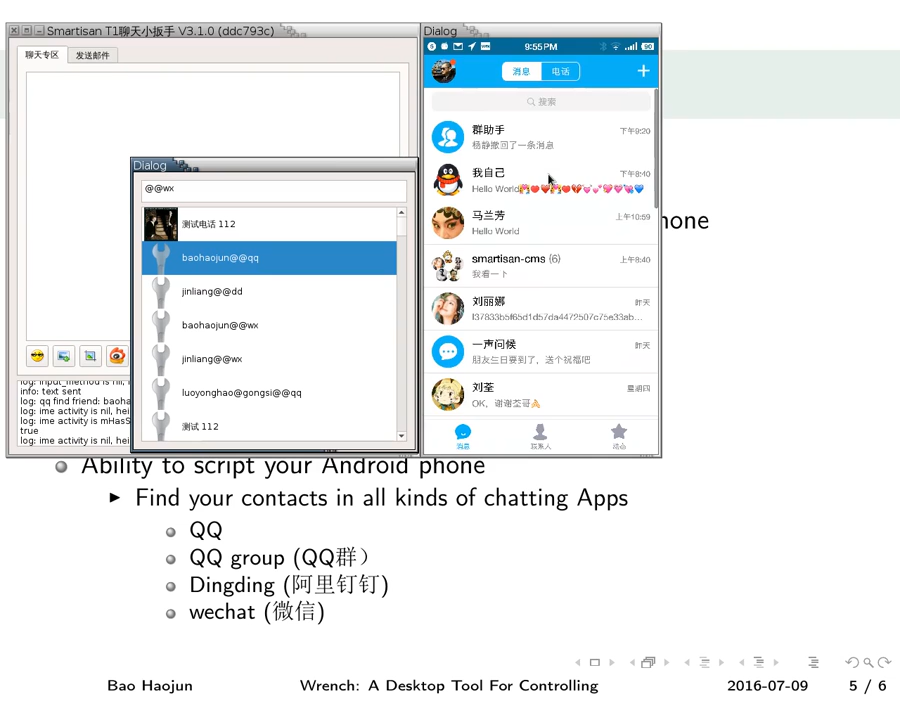 Smartisan T1聊天小扳手 V3.1.0 (ddc793c)
聊天专区
发送邮件
log: input_method is nil, 
info: text sent
log: qq find friend: baoha
log: ime activity is nil, hei
log: ime activity is mHasS
true
log: ime activity is nil, hei
Dialog
@@wx
测试电话 112
baohaojun@@qq
jinliang@@dd
baohaojun@@wx
jinliang@@wx
luoyonghao@gongsi@@qq
测试 112
Dialog
9:55PM
消息
电话
搜索
群助手
下午9:20
杨静撤回了一条消息
我自己
下午8:40
Hello World
马兰芳
上午10:59
Hello World
smartisan-cms (6)
上午8:40
我看一下
刘丽娜
昨天
一声问候
昨天
朋友生日要到了，送个祝福吧
刘荃
星期四
OK，谢谢荃哥
消息
联系人
动态
hone
Ability to script your Android phone
Find your contacts in all kinds of chatting Apps
QQ
QQ group (QQ群）
Dingding (阿里钉钉)
wechat (微信)
Bao Haojun
Wrench: A Desktop Tool For Controlling
2016-07-09
5 / 6